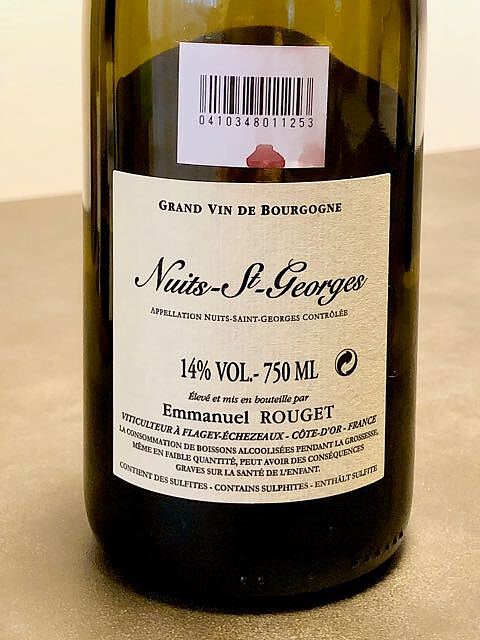 0410348011253
GRAND VIN DE BOURGOGNE
Nuits-St-Georges
APPELLATION NUITS-SAINT-GEORGES CONTRÔLÉE
14% VOL.- 750 ML
Élevé et mis en bouteille par
Emmanuel ROUGET
VITICULTEUR À FLAGEY-ÉCHEZEAUX - CÔTE-D'OR - FRANCE
LA CONSOMMATION DE BOISSONS ALCOOLISÉES PENDANT LA GROSSESSE,
MÊME EN FAIBLE QUANTITÉ, PEUT AVOIR DES CONSÉQUENCES
GRAVES SUR LA SANTÉ DE L'ENFANT.
CONTIENT DES SULFITES - CONTAINS SULPHITES - ENTHÄLT SULFITE